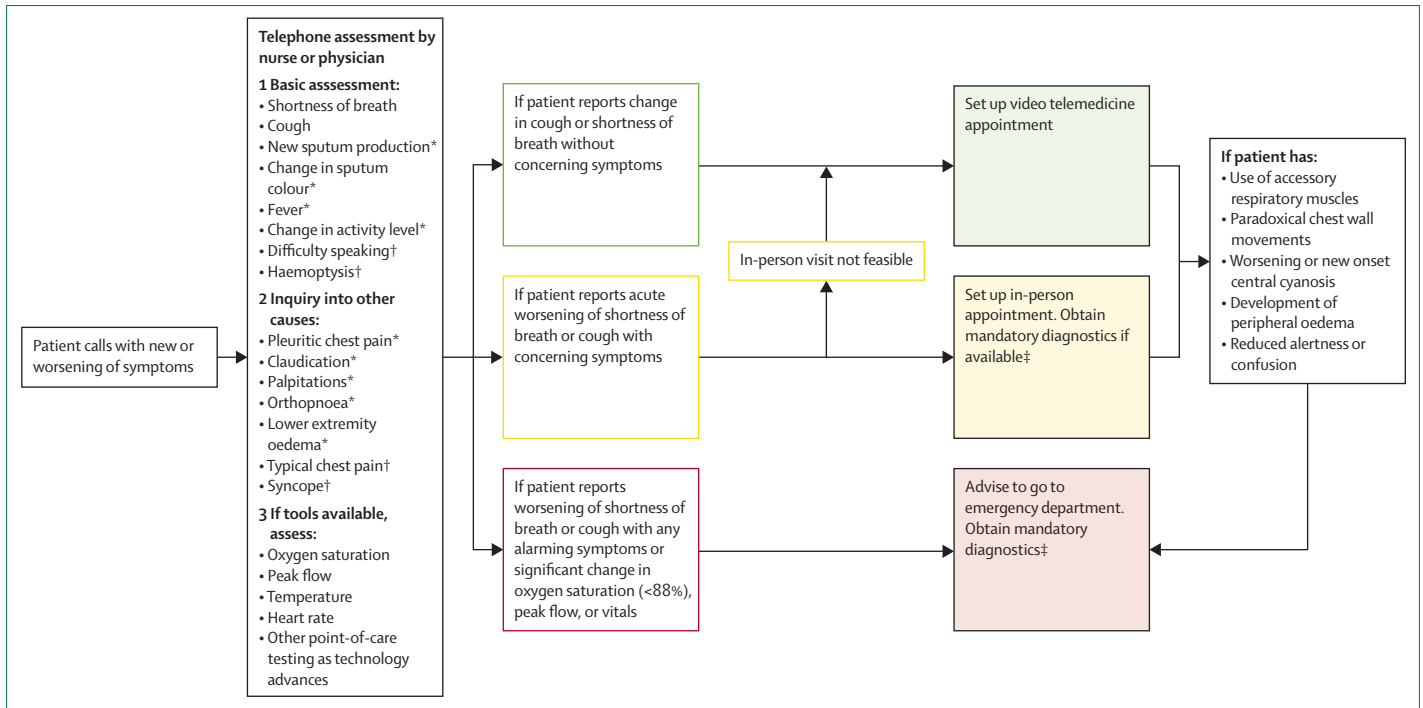 Patient calls with new or
worsening of symptoms
Telephone assessment by
nurse or physician
1 Basic asssessment:
• Shortness of breath
• Cough
• New sputum production*
• Change in sputum
colour*
• Fever*
• Change in activity level*
• Difficulty speaking†
• Haemoptysis†
2 Inquiry into other
causes:
• Pleuritic chest pain*
• Claudication*
• Palpitations*
• Orthopnoea*
• Lower extremity
oedema*
• Typical chest pain†
• Syncope†
3 If tools available,
assess:
• Oxygen saturation
• Peak flow
• Temperature
• Heart rate
• Other point-of-care
testing as technology
advances
If patient reports change
in cough or shortness of
breath without
concerning symptoms
If patient reports acute
worsening of shortness of
breath or cough with
concerning symptoms
If patient reports
worsening of shortness of
breath or cough with any
alarming symptoms or
significant change in
oxygen saturation (<88%),
peak flow, or vitals
In-person visit not feasible
Set up video telemedicine
appointment
Set up in-person
appointment. Obtain
mandatory diagnostics if
available‡
Advise to go to
emergency department.
Obtain mandatory
diagnostics‡
If patient has:
• Use of accessory
respiratory muscles
• Paradoxical chest wall
movements
• Worsening or new onset
central cyanosis
• Development of
peripheral oedema
• Reduced alertness or
confusion